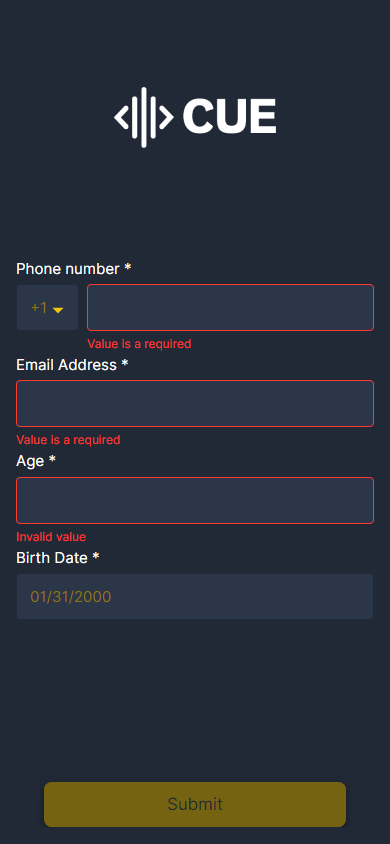 CUE
Phone number *
+1
Value is a required
Email Address *
Value is a required
Age *
Invalid value
Birth Date *
01/31/2000
Submit